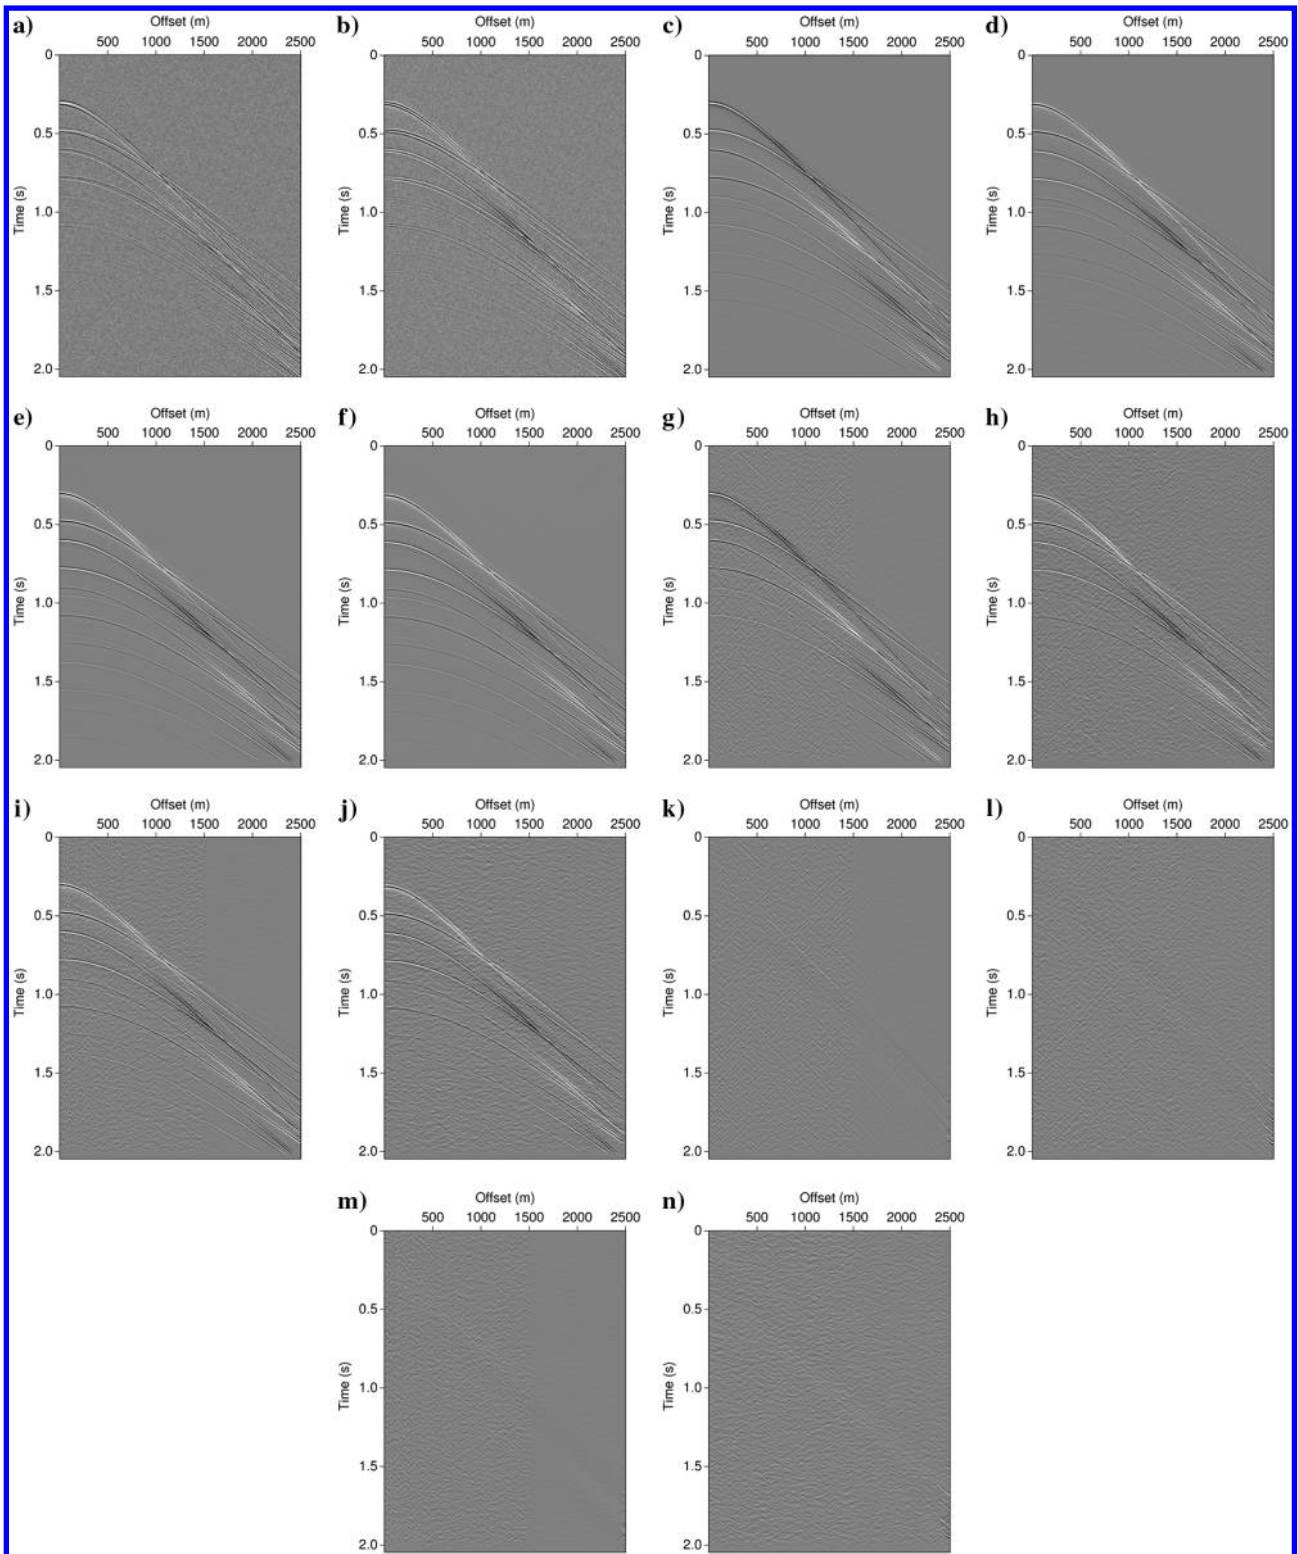 a) Offset (m) b) Offset (m) c) Offset (m) d) Offset (m)
500 1000 1500 2000 2500 500 1000 1500 2000 2500 500 1000 1500 2000 2500 500 1000 1500 2000 2500
0 0 0 0
0.5 0.5 0.5 0.5
Time (s) Time (s) Time (s) Time (s)
1.0 1.0 1.0 1.0
1.5 1.5 1.5 1.5
2.0 2.0 2.0 2.0
e) Offset (m) f) Offset (m) g) Offset (m) h) Offset (m)
500 1000 1500 2000 2500 500 1000 1500 2000 2500 500 1000 1500 2000 2500 500 1000 1500 2000 2500
0 0 0 0
0.5 0.5 0.5 0.5
Time (s) Time (s) Time (s) Time (s)
1.0 1.0 1.0 1.0
1.5 1.5 1.5 1.5
2.0 2.0 2.0 2.0
i) Offset (m) j) Offset (m) k) Offset (m) l) Offset (m)
500 1000 1500 2000 2500 500 1000 1500 2000 2500 500 1000 1500 2000 2500 500 1000 1500 2000 2500
0 0 0 0
0.5 0.5 0.5 0.5
Time (s) Time (s) Time (s) Time (s)
1.0 1.0 1.0 1.0
1.5 1.5 1.5 1.5
2.0 2.0 2.0 2.0
m) Offset (m) n) Offset (m)
500 1000 1500 2000 2500 500 1000 1500 2000 2500
0 0
0.5 0.5
Time (s) Time (s)
1.0 1.0
1.5 1.5
2.0 2.0